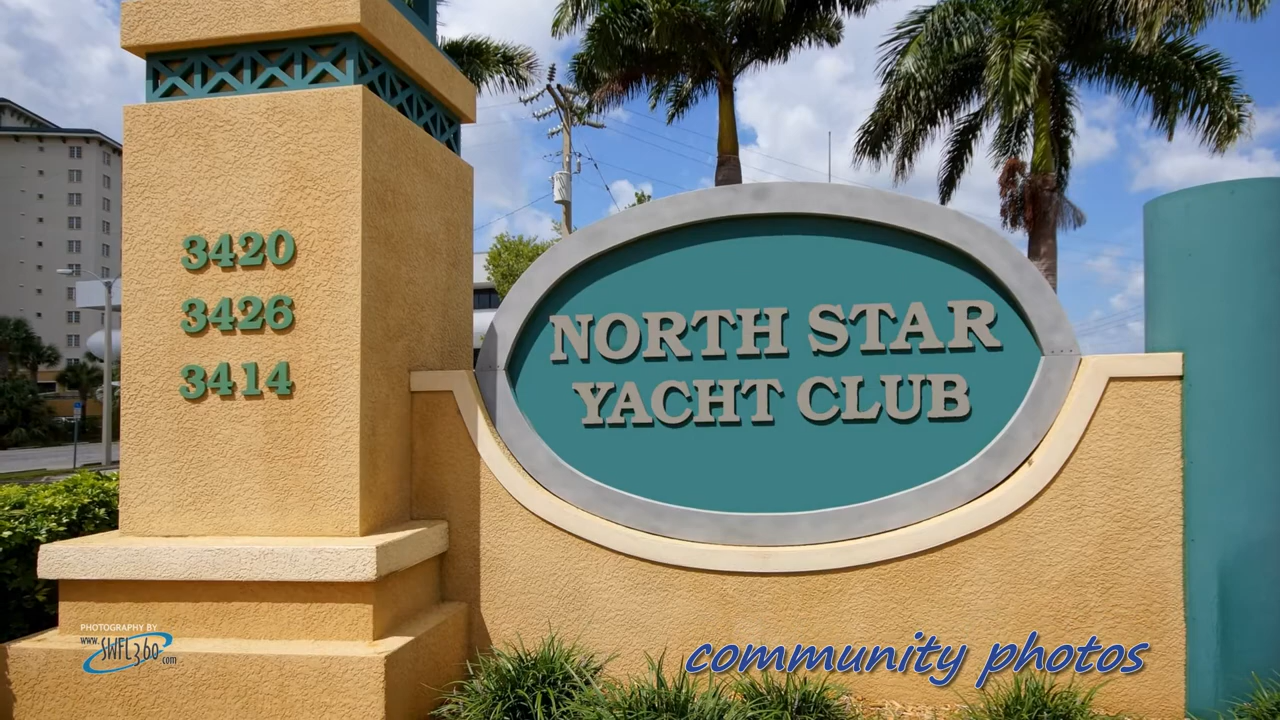 3420
3426
3414
NORTH STAR
YACHT CLUB
PHOTOGRAPHY BY
www.SWFL360.com
community photos